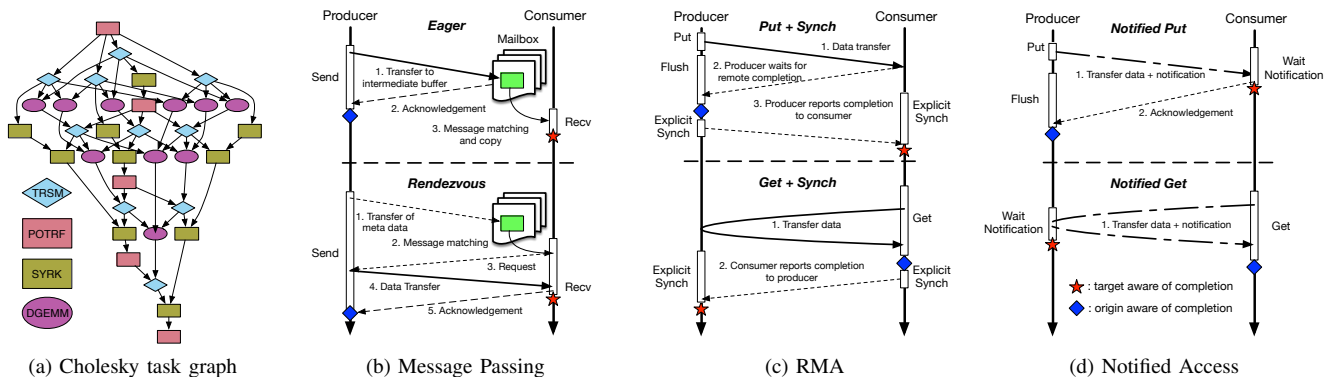 TRSM
POTRF
SYRK
DGEMM
(a) Cholesky task graph
Producer
Consumer
Eager
Mailbox
Send
1. Transfer to
intermediate buffer
2. Acknowledgement
3. Message matching
and copy
Recv
Rendezvous
1. Transfer of
meta data
2. Message matching
Send
3. Request
4. Data Transfer
Recv
5. Acknowledgement
(b) Message Passing
Producer
Consumer
Put + Synch
Put
1. Data transfer
Flush
2. Producer waits for
remote completion
3. Producer reports completion
to consumer
Explicit
Synch
Explicit
Synch
Get + Synch
Get
1. Transfer data
Explicit
Synch
2. Consumer reports completion
to producer
Explicit
Synch
(c) RMA
Producer
Consumer
Notified Put
Put
Wait
Notification
1. Transfer data + notification
Flush
2. Acknowledgement
Notified Get
Wait
Notification
1. Transfer data + notification
Get
: target aware of completion
: origin aware of completion
(d) Notified Access